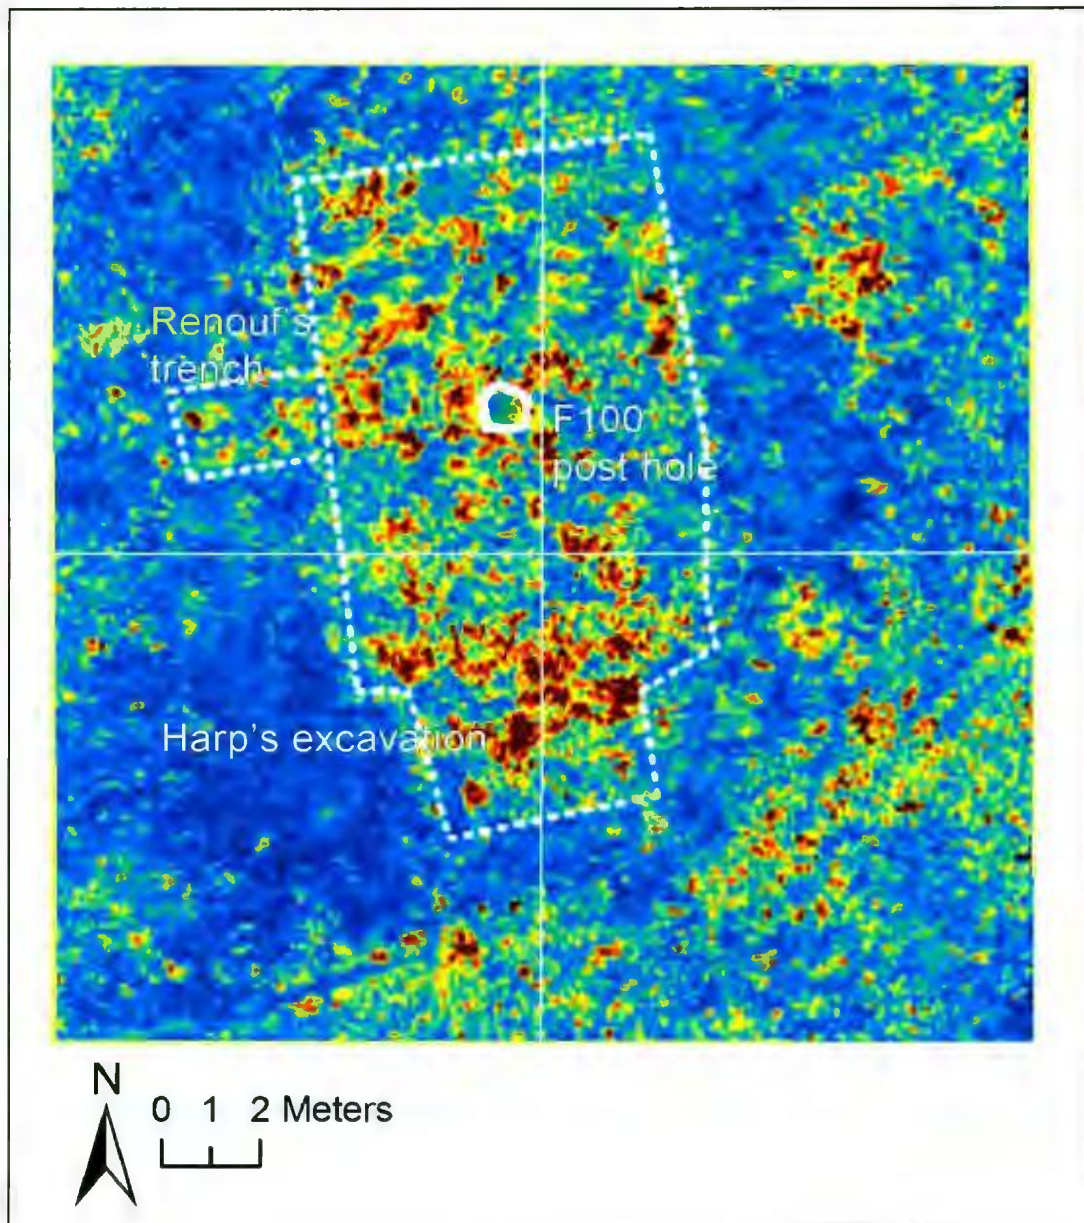 Renouf's
trench
F100
post hole
Harp's excavation
N
0 1 2 Meters